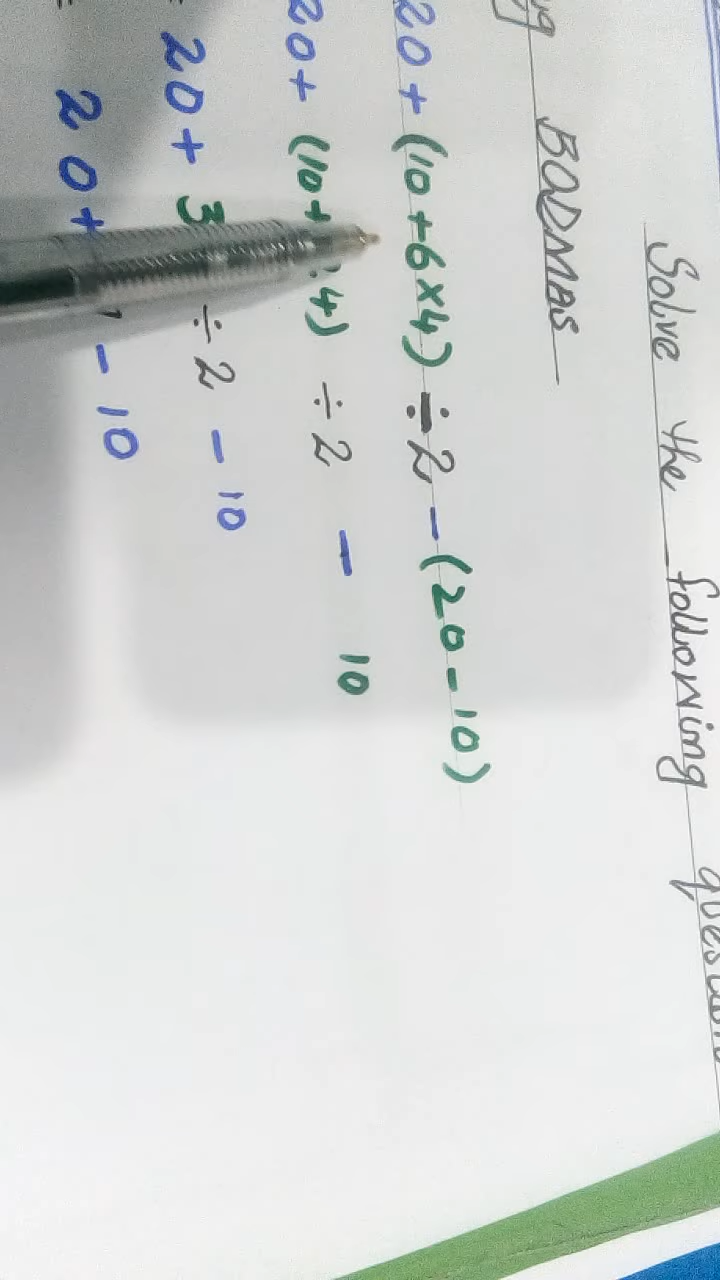 Solve the following
BODMAS
20 + (10 + 6 × 4) ÷ 2 - (20 - 10)
20 + (10 + 24) ÷ 2 - 10
= 20 + 3 ÷ 2 - 10
= 20 + - 10